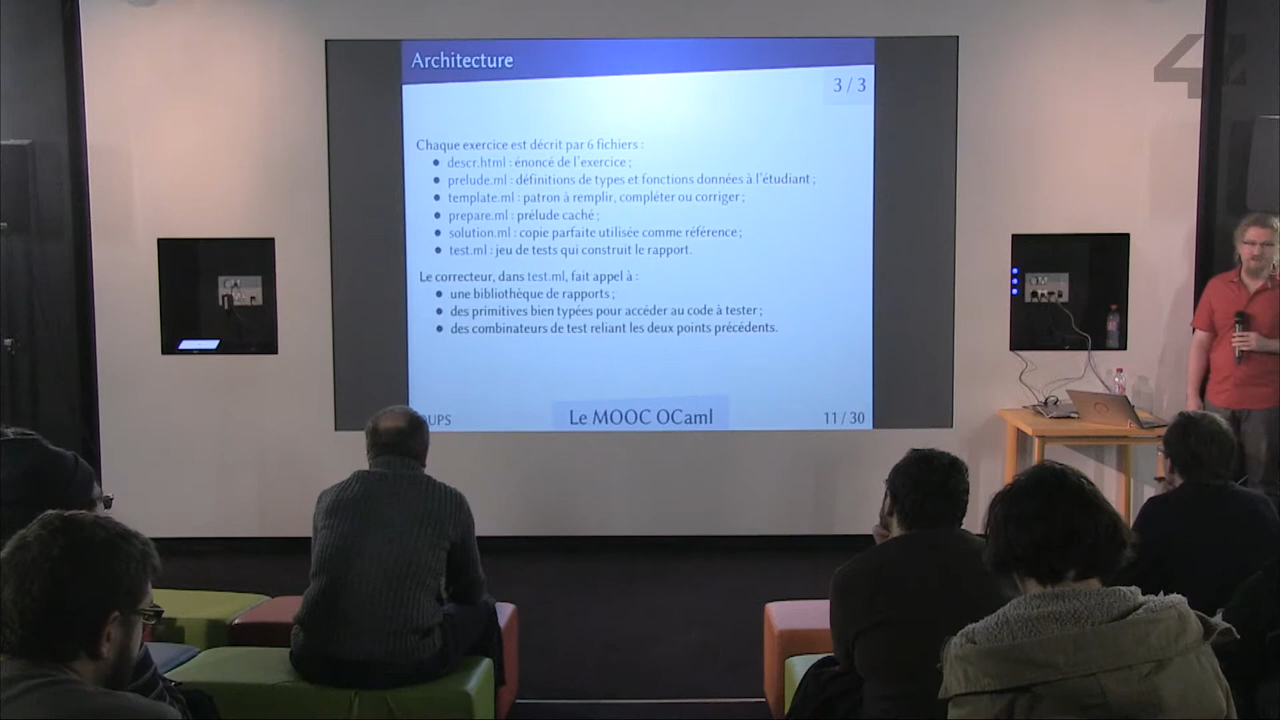 Architecture
3 / 3
Chaque exercice est décrit par 6 fichiers :
● descr.html : énoncé de l'exercice ;
● prelude.ml : définitions de types et fonctions données à l'étudiant ;
● template.ml : patron à remplir, compléter ou corriger ;
● prepare.ml : prélude caché ;
● solution.ml : copie parfaite utilisée comme référence ;
● test.ml : jeu de tests qui construit le rapport.
Le correcteur, dans test.ml, fait appel à :
● une bibliothèque de rapports ;
● des primitives bien typées pour accéder au code à tester ;
● des combinateurs de test reliant les deux points précédents.
UPS Le MOOC OCaml 11 / 30
42